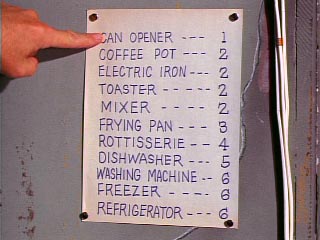 CAN OPENER --- 1
COFFEE POT -- 2
ELECTRIC IRON --- 2
TOASTER ----- 2
MIXER ---- 2
FRYING PAN --- 3
ROTTISSERIE -- 4
DISHWASHER --- 5
WASHING MACHINE -- 6
FREEZER ---- 6
REFRIGERATOR -- 6